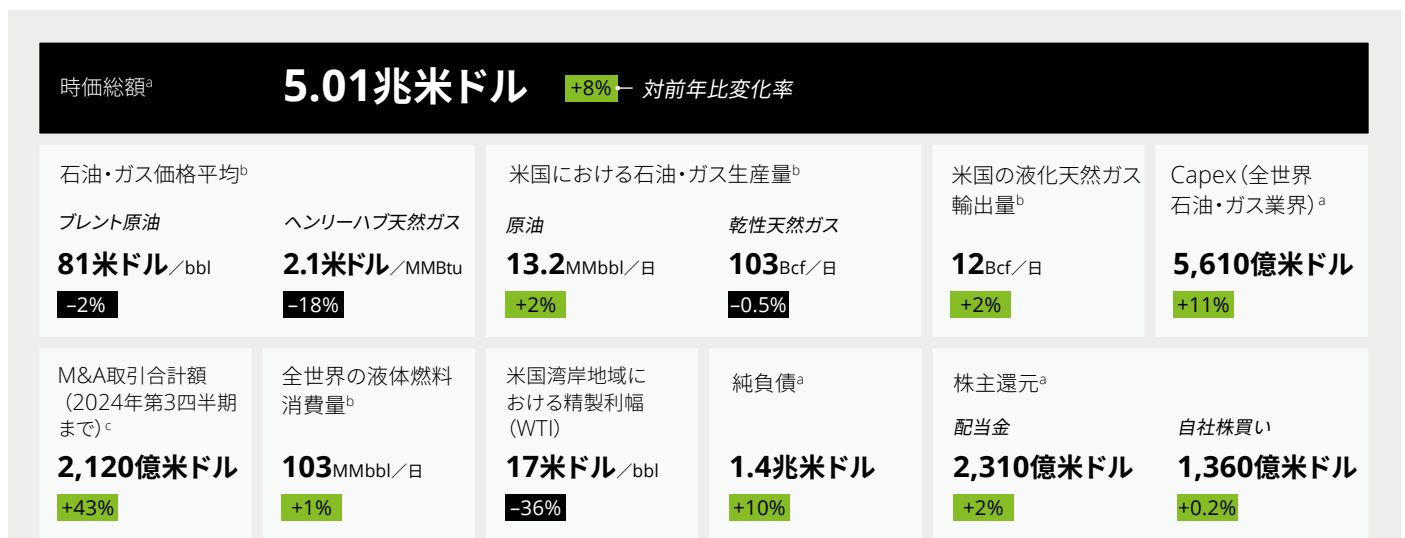 時価総額a 5.01兆米ドル +8% 対前年比変化率
石油・ガス価格平均b
ブレント原油
81米ドル/bbl
–2%
ヘンリーハブ天然ガス
2.1米ドル/MMBtu
–18%
米国における石油・ガス生産量b
原油
13.2MMbbl/日
+2%
乾性天然ガス
103Bcf/日
–0.5%
米国の液化天然ガス
輸出量b
12Bcf/日
+2%
Capex(全世界
石油・ガス業界)a
5,610億米ドル
+11%
M&A取引合計額
(2024年第3四半期
まで)c
2,120億米ドル
+43%
全世界の液体燃料
消費量b
103MMbbl/日
+1%
米国湾岸地域に
おける精製利幅
(WTI)
17米ドル/bbl
–36%
純負債a
1.4兆米ドル
+10%
株主還元a
配当金
2,310億米ドル
+2%
自社株買い
1,360億米ドル
+0.2%